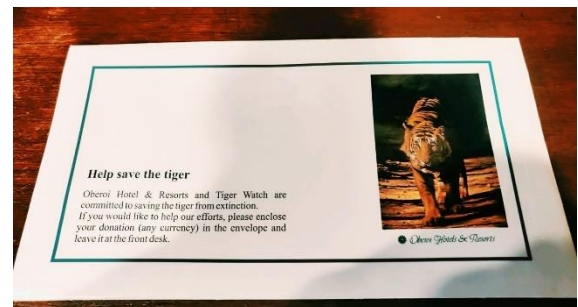 Help save the tiger
Oberoi Hotel & Resorts and Tiger Watch are
committed to saving the tiger from extinction.
If you would like to help our efforts, please enclose
your donation (any currency) in the envelope and
leave it at the front desk.
Oberoi Hotels & Resorts